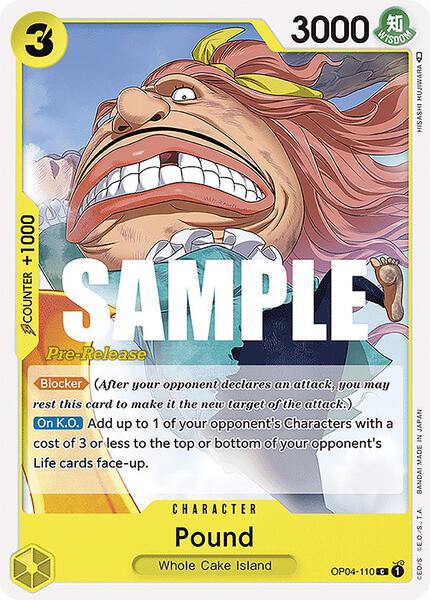 3
3000
知
WISDOM
HISASHI HUJIWARA
COUNTER +1000
SAMPLE
Pre-Release
Blocker (After your opponent declares an attack, you may
rest this card to make it the new target of the attack.)
On K.O. Add up to 1 of your opponent's Characters with a
cost of 3 or less to the top or bottom of your opponent's
Life cards face-up.
©E.O./S ©E.O./S., T.A. BANDAI MADE IN JAPAN
CHARACTER
Pound
Whole Cake Island
OP04-110 C 1